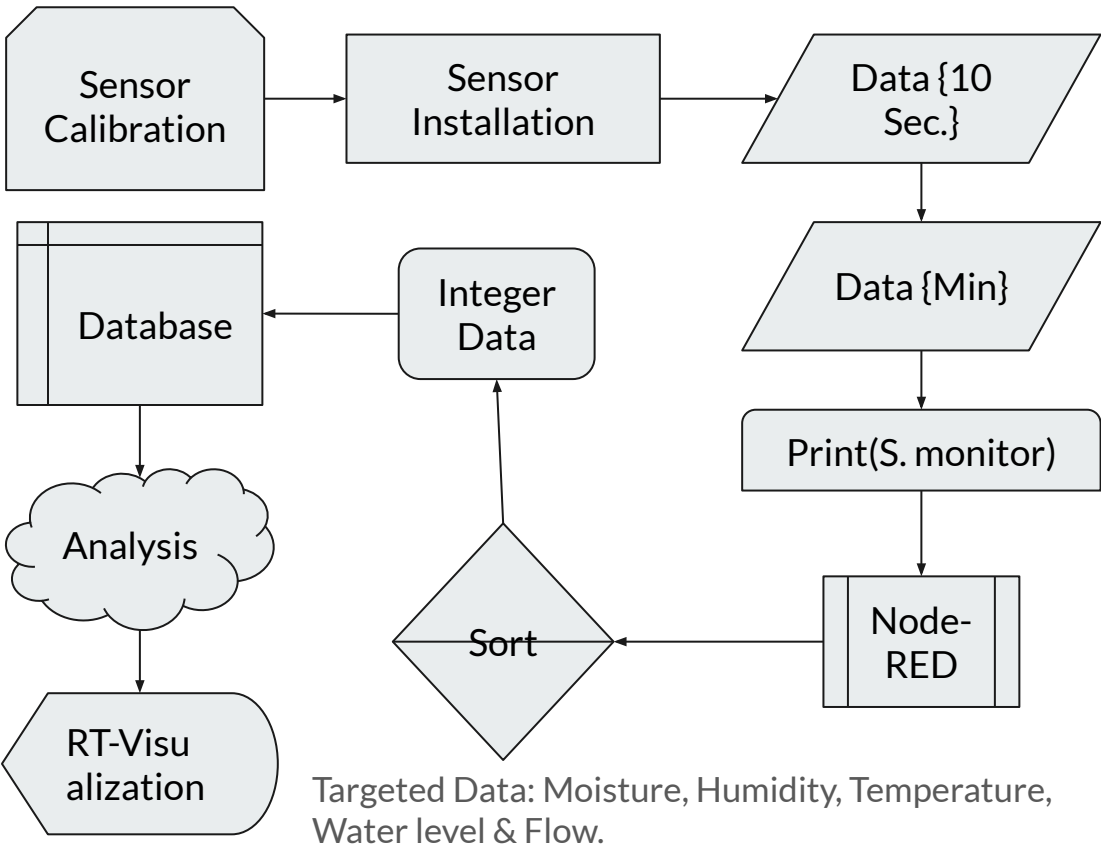 Sensor
Calibration
Sensor
Installation
Data {10
Sec.}
Data {Min}
Print(S. monitor)
Node-
RED
Sort
Integer
Data
Database
Analysis
RT-Visu
alization
Targeted Data: Moisture, Humidity, Temperature,
Water level & Flow.